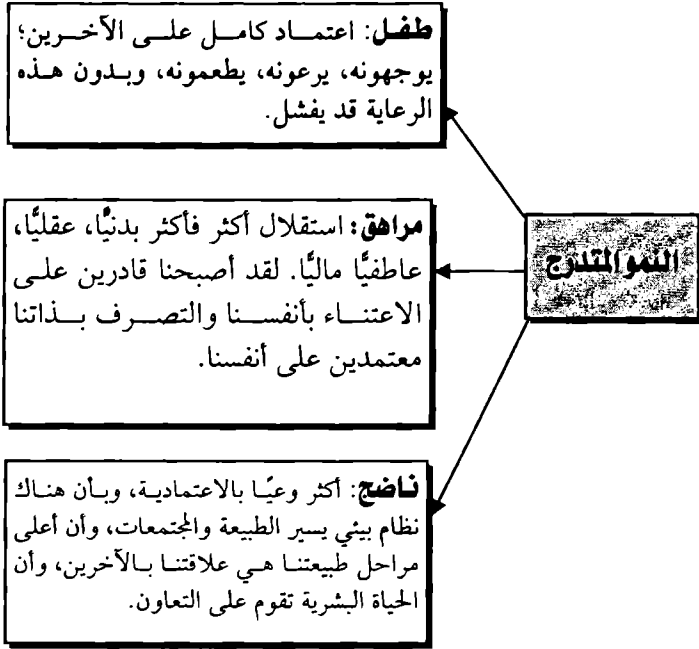 طفل: اعتماد كامل على الآخرين؛
يوجهونه، يرعونه، يطعمونه، وبدون هذه
الرعاية قد يفشل.
النمو المتدرج
مراهق: استقلال أكثر فأكثر بدنيًّا، عقليًّا،
عاطفيًّا ماليًّا. لقد أصبحنا قادرين على
الاعتناء بأنفسنا والتصرف بذاتنا
معتمدين على أنفسنا.
ناضج: أكثر وعيًا بالاعتمادية، وبأن هناك
نظام بيئي يسير الطبيعة والمجتمعات، وأن أعلى
مراحل طبيعتنا هي علاقتنا بالآخرين، وأن
الحياة البشرية تقوم على التعاون.